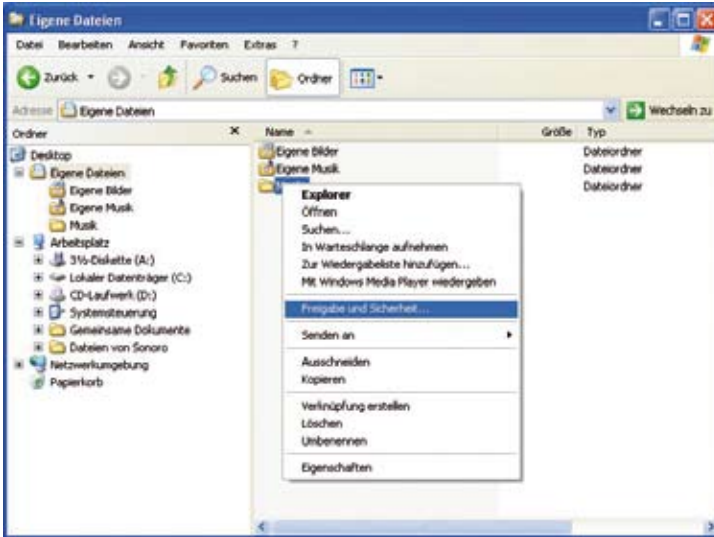 Eigene Dateien
Datei Bearbeiten Ansicht Favoriten Extras ?
Zurück Suchen Ordner
Adresse Eigene Dateien Wechseln zu
Ordner
Desktop
Eigene Dateien
Eigene Bilder
Eigene Musik
Musik
Arbeitsplatz
3½-Diskette (A:)
Lokaler Datenträger (C:)
CD-Laufwerk (D:)
Systemsteuerung
Gemeinsame Dokumente
Dateien von Sonoro
Netzwerkumgebung
Papierkorb
Name Größe Typ
Eigene Bilder Dateiordner
Eigene Musik Dateiordner
Dateiordner
Explorer
Öffnen
Suchen...
In Warteschlange aufnehmen
Zur Wiedergabeliste hinzufügen...
Mit Windows Media Player wiedergeben
Freigabe und Sicherheit...
Senden an
Ausschneiden
Kopieren
Verknüpfung erstellen
Löschen
Umbenennen
Eigenschaften